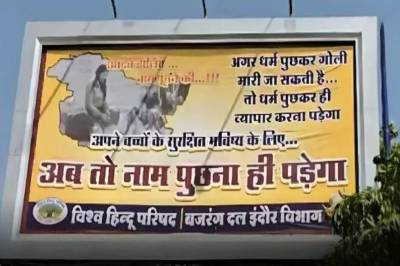 अगर धर्म पुछकर गोली
मारी जा सकती है...
तो धर्म पुछकर ही
व्यापार करना पड़ेगा
अपने बच्चों के सुरक्षित भविष्य के लिए...
अब तो नाम पुछना ही पड़ेगा
विश्व हिन्दू परिषद | बजरंग दल इंदौर विभाग